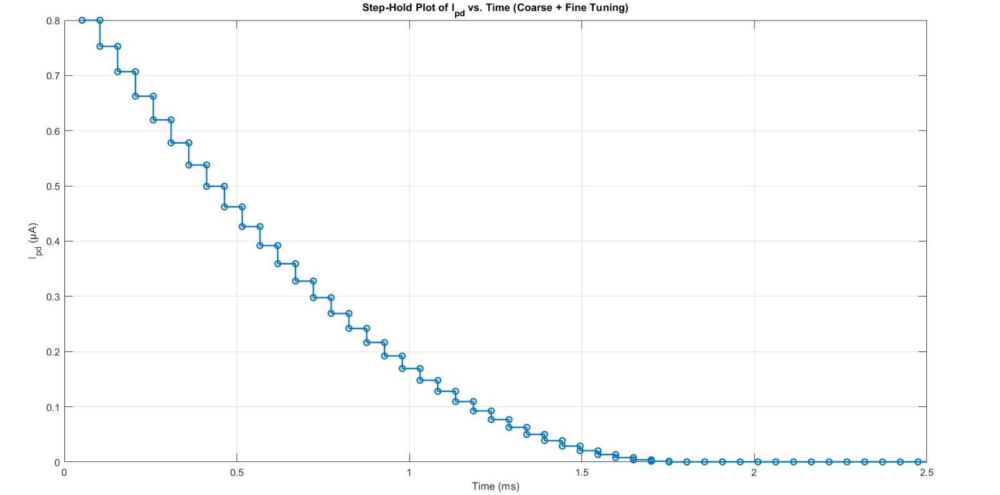 Step-Hold Plot of I_pd vs. Time (Coarse + Fine Tuning)
0.8
0.7
0.6
0.5
0.4
0.3
0.2
0.1
0
I_pd (µA)
0 0.5 1 1.5 2 2.5
Time (ms)